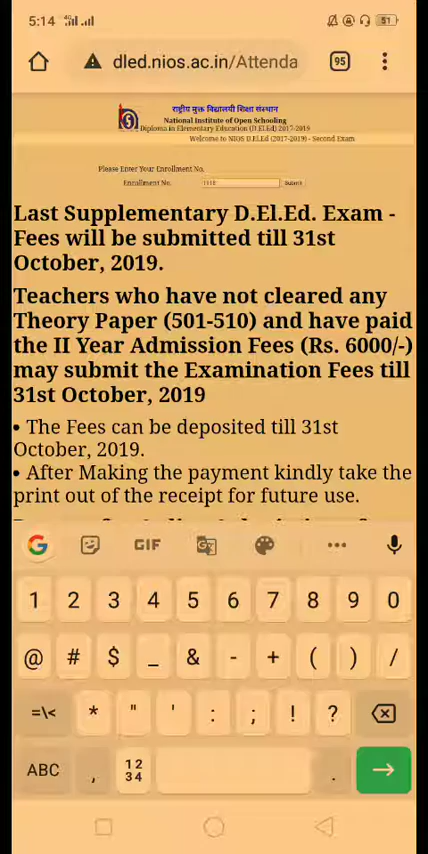 5:14
51
dled.nios.ac.in/Attenda
95
राष्ट्रीय मुक्त विद्यालयी शिक्षा संस्थान
National Institute of Open Schooling
Diploma in Elementary Education (D.El.Ed) 2017-2019
Welcome to NIOS D.El.Ed (2017-2019) - Second Exam
Please Enter Your Enrollment No.
Enrollment No. Submit
Last Supplementary D.El.Ed. Exam -
Fees will be submitted till 31st
October, 2019.
Teachers who have not cleared any
Theory Paper (501-510) and have paid
the II Year Admission Fees (Rs. 6000/-)
may submit the Examination Fees till
31st October, 2019
• The Fees can be deposited till 31st
October, 2019.
• After Making the payment kindly take the
print out of the receipt for future use.
G GIF
1 2 3 4 5 6 7 8 9 0
@ # $ _ & - + ( ) /
=\< * " ' : ; ! ?
ABC , 12 34 .